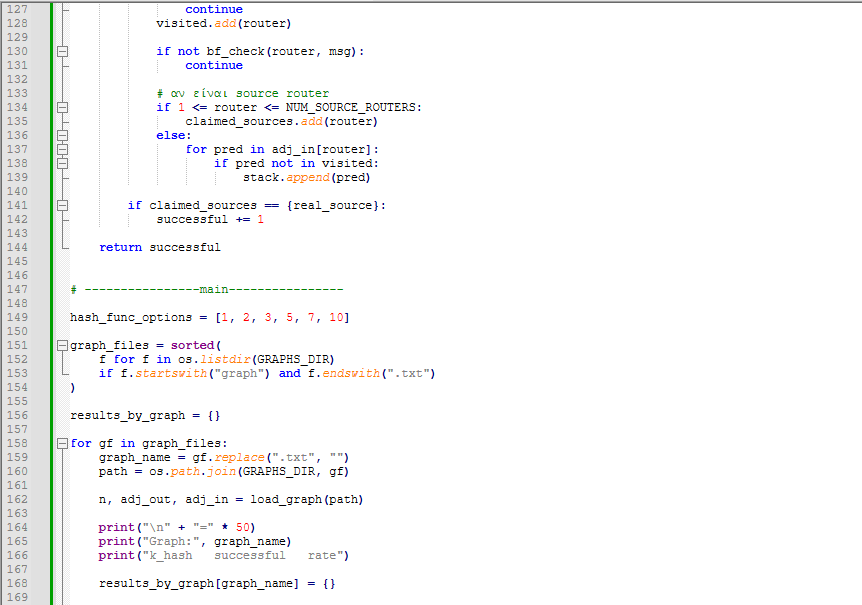 127                 continue
128             visited.add(router)
129
130             if not bf_check(router, msg):
131                 continue
132
133             # αν είναι source router
134             if 1 <= router <= NUM_SOURCE_ROUTERS:
135                 claimed_sources.add(router)
136             else:
137                 for pred in adj_in[router]:
138                     if pred not in visited:
139                         stack.append(pred)
140
141         if claimed_sources == {real_source}:
142             successful += 1
143
144     return successful
145
146
147 # ----------------main----------------
148
149 hash_func_options = [1, 2, 3, 5, 7, 10]
150
151 graph_files = sorted(
152     f for f in os.listdir(GRAPHS_DIR)
153     if f.startswith("graph") and f.endswith(".txt")
154 )
155
156 results_by_graph = {}
157
158 for gf in graph_files:
159     graph_name = gf.replace(".txt", "")
160     path = os.path.join(GRAPHS_DIR, gf)
161
162     n, adj_out, adj_in = load_graph(path)
163
164     print("\n" + "=" * 50)
165     print("Graph:", graph_name)
166     print("k_hash   successful   rate")
167
168     results_by_graph[graph_name] = {}
169